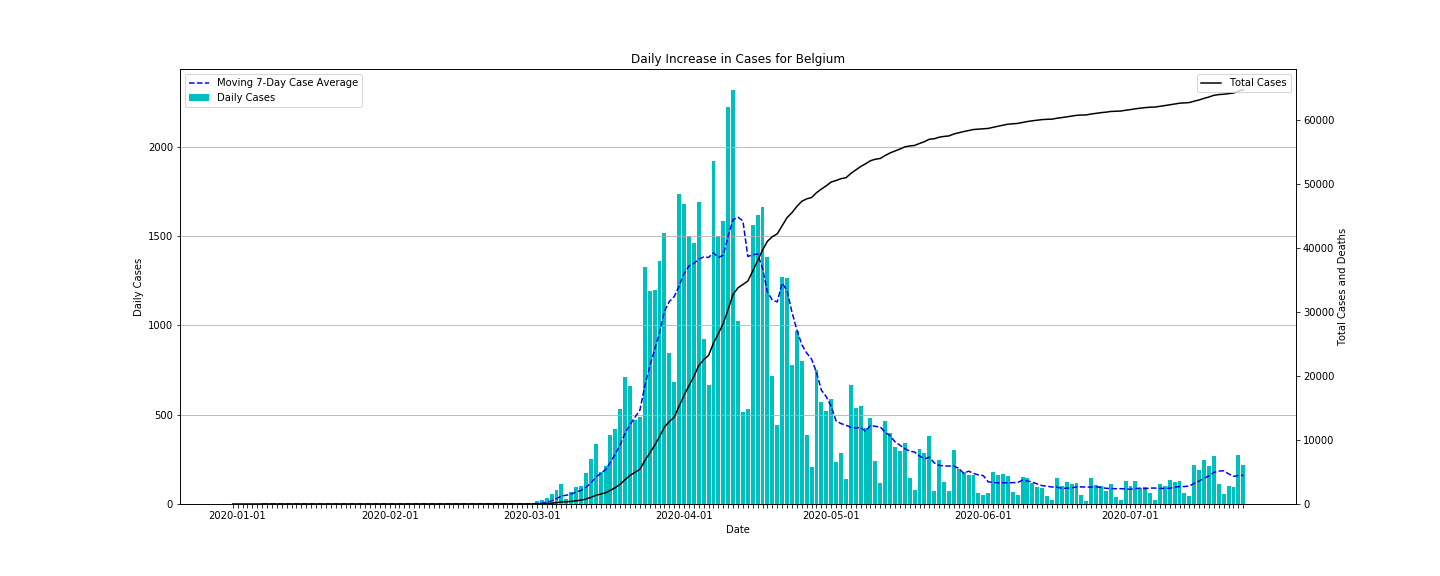 Daily Increase in Cases for Belgium
Moving 7-Day Case Average
Daily Cases
Total Cases
2000
1500
1000
500
0
Daily Cases
60000
50000
40000
30000
20000
10000
0
Total Cases and Deaths
2020-01-01
2020-02-01
2020-03-01
2020-04-01
2020-05-01
2020-06-01
2020-07-01
Date